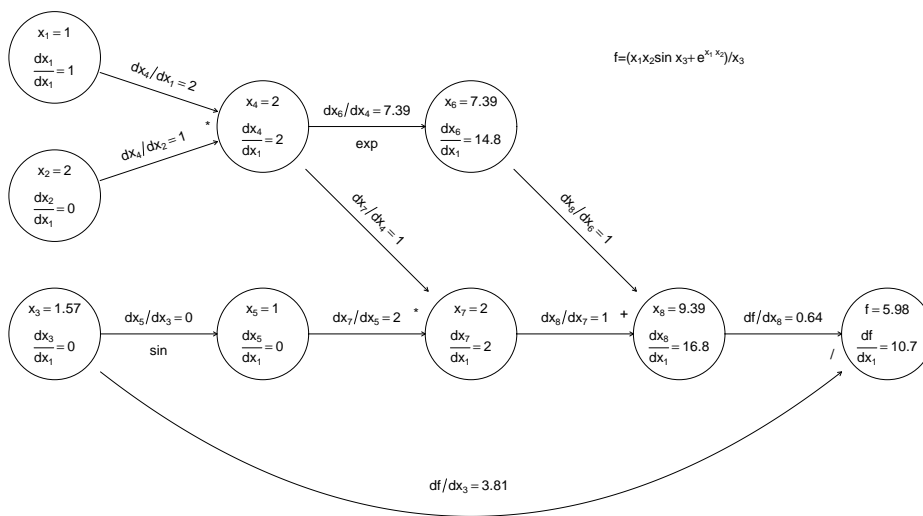 x₁=1
dx₁/dx₁=1
dx₄/dx₁=2
f=(x₁x₂sin x₃+e^{x₁ x₂})/x₃
x₄=2
dx₄/dx₁=2
*
dx₆/dx₄=7.39
exp
x₆=7.39
dx₆/dx₁=14.8
dx₄/dx₂=1
x₂=2
dx₂/dx₁=0
dx₇/dx₄=1
dx₈/dx₆=1
x₃=1.57
dx₃/dx₁=0
dx₅/dx₃=0
sin
x₅=1
dx₅/dx₁=0
dx₇/dx₅=2
*
x₇=2
dx₇/dx₁=2
dx₈/dx₇=1
+
x₈=9.39
dx₈/dx₁=16.8
df/dx₈=0.64
/
f=5.98
df/dx₁=10.7
df/dx₃=3.81